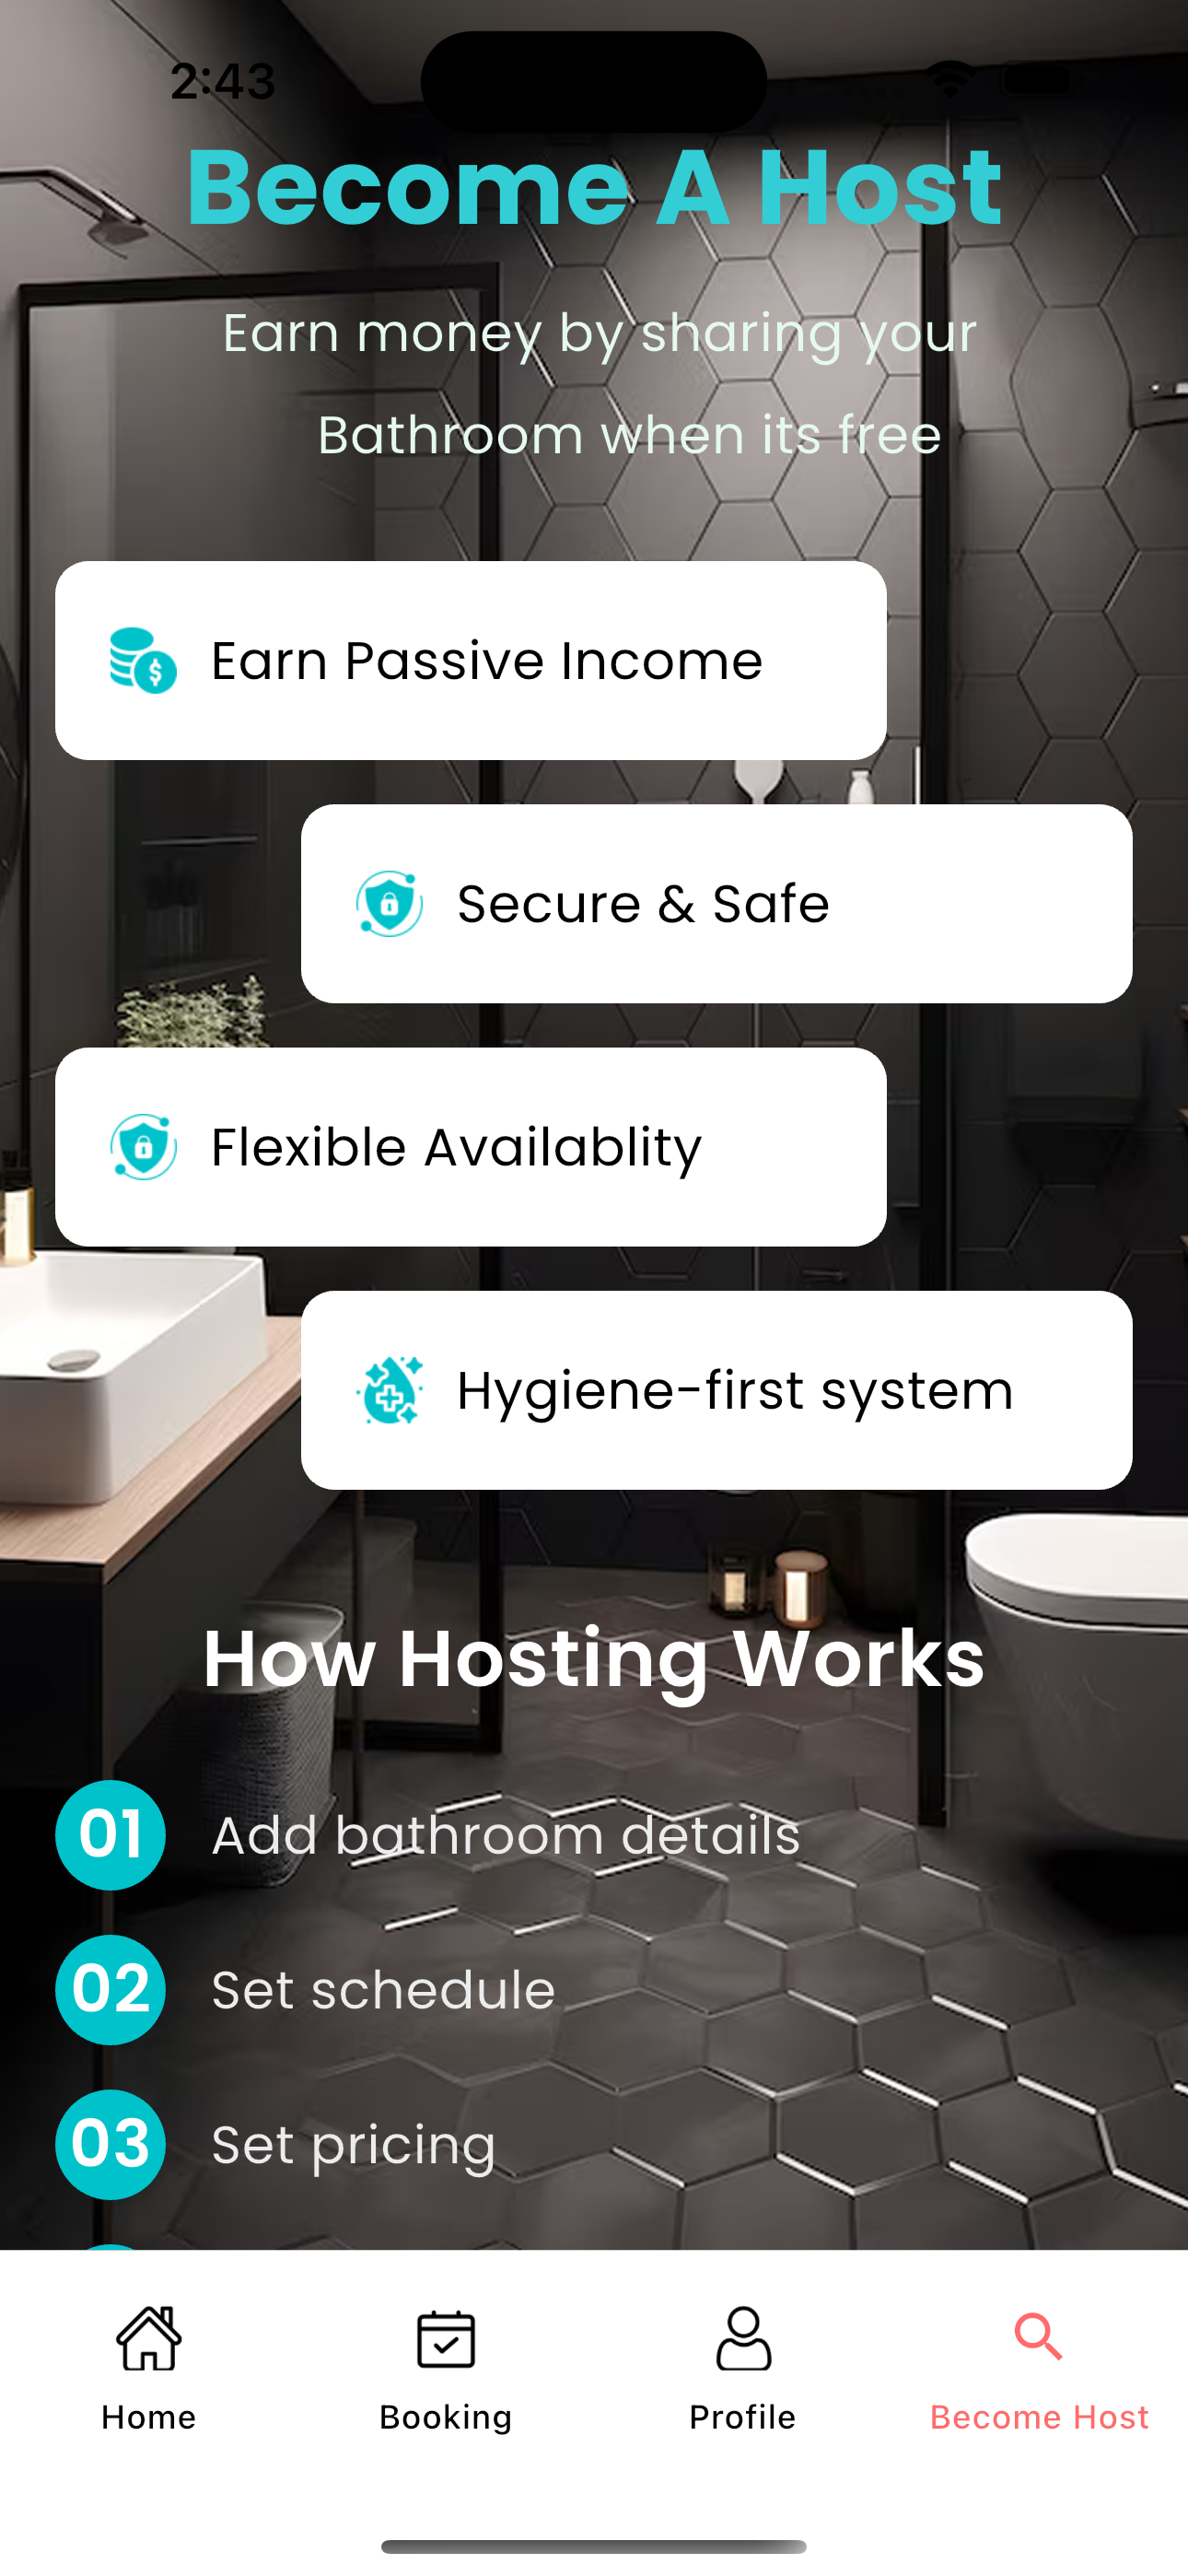 2:43
Become A Host
Earn money by sharing your
Bathroom when its free
Earn Passive Income
Secure & Safe
Flexible Availablity
Hygiene-first system
How Hosting Works
01 Add bathroom details
02 Set schedule
03 Set pricing
Home Booking Profile Become Host